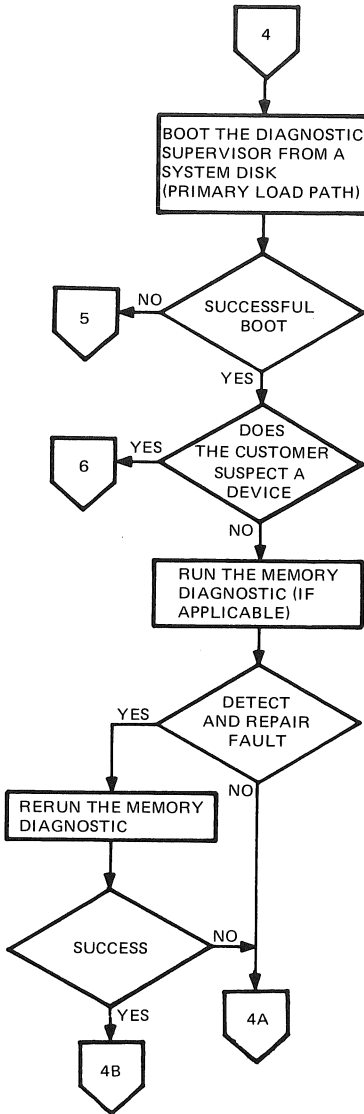 4
BOOT THE DIAGNOSTIC
SUPERVISOR FROM A
SYSTEM DISK
(PRIMARY LOAD PATH)
NO
5
SUCCESSFUL
BOOT
YES
DOES
THE CUSTOMER
SUSPECT A
DEVICE
YES
6
NO
RUN THE MEMORY
DIAGNOSTIC (IF
APPLICABLE)
DETECT
AND REPAIR
FAULT
YES
NO
RERUN THE MEMORY
DIAGNOSTIC
SUCCESS
NO
YES
4A
4B